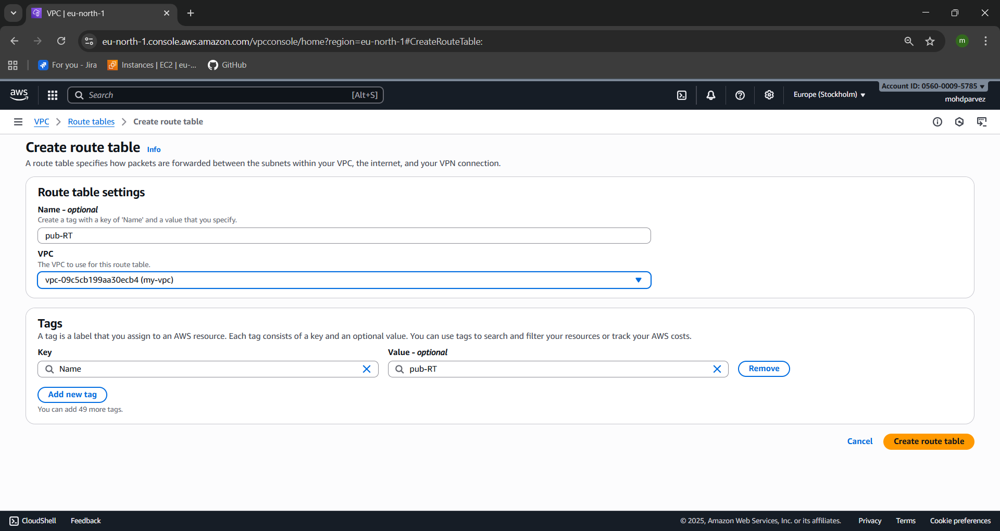 VPC | eu-north-1
eu-north-1.console.aws.amazon.com/vpcconsole/home?region=eu-north-1#CreateRouteTable:
m
For you - Jira
Instances | EC2 | eu-...
GitHub
aws
Search
[Alt+S]
Europe (Stockholm)
Account ID: 0560-0009-5785
mohdparvez
VPC
Route tables
Create route table
Create route table
Info
A route table specifies how packets are forwarded between the subnets within your VPC, the internet, and your VPN connection.
Route table settings
Name - optional
Create a tag with a key of 'Name' and a value that you specify.
pub-RT
VPC
The VPC to use for this route table.
vpc-09c5cb199aa30ecb4 (my-vpc)
Tags
A tag is a label that you assign to an AWS resource. Each tag consists of a key and an optional value. You can use tags to search and filter your resources or track your AWS costs.
Key
Value - optional
Name
pub-RT
Remove
Add new tag
You can add 49 more tags.
Cancel
Create route table
CloudShell
Feedback
© 2025, Amazon Web Services, Inc. or its affiliates.
Privacy
Terms
Cookie preferences